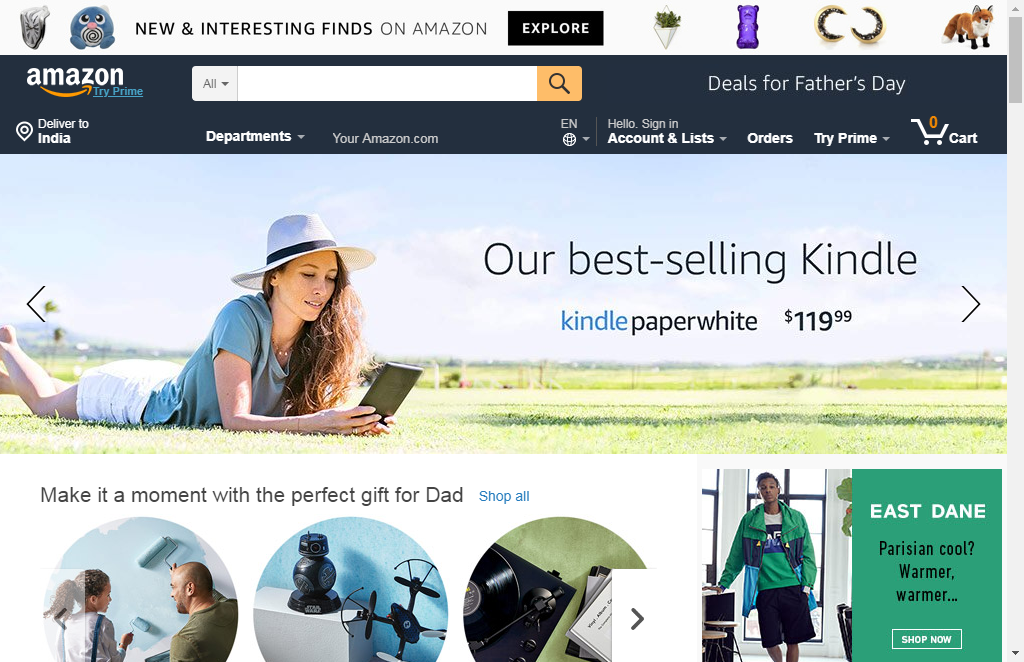 NEW & INTERESTING FINDS ON AMAZON EXPLORE
amazon
Try Prime
All
Deals for Father's Day
Deliver to
India
Departments
Your Amazon.com
EN
Hello. Sign in
Account & Lists
Orders
Try Prime
0
Cart
Our best-selling Kindle
kindle paperwhite $119.99
Make it a moment with the perfect gift for Dad Shop all
STAR WARS
EAST DANE
Parisian cool?
Warmer,
warmer...
SHOP NOW